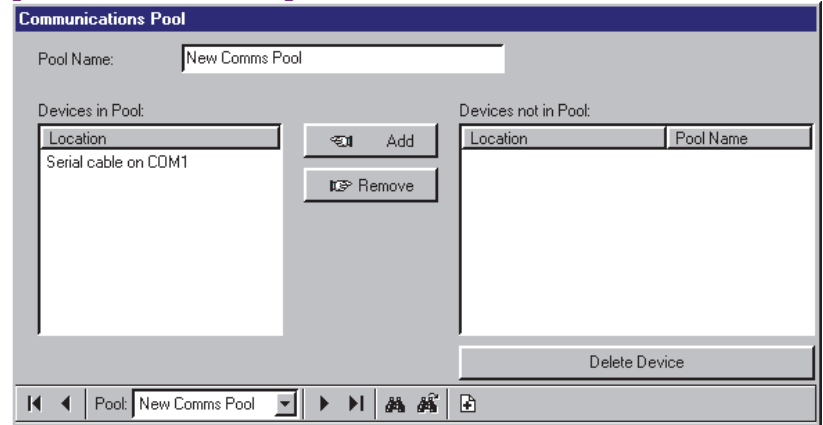 Communications Pool
Pool Name: New Comms Pool
Devices in Pool:
Location
Serial cable on COM1
Add
Remove
Devices not in Pool:
Location Pool Name
Delete Device
Pool: New Comms Pool